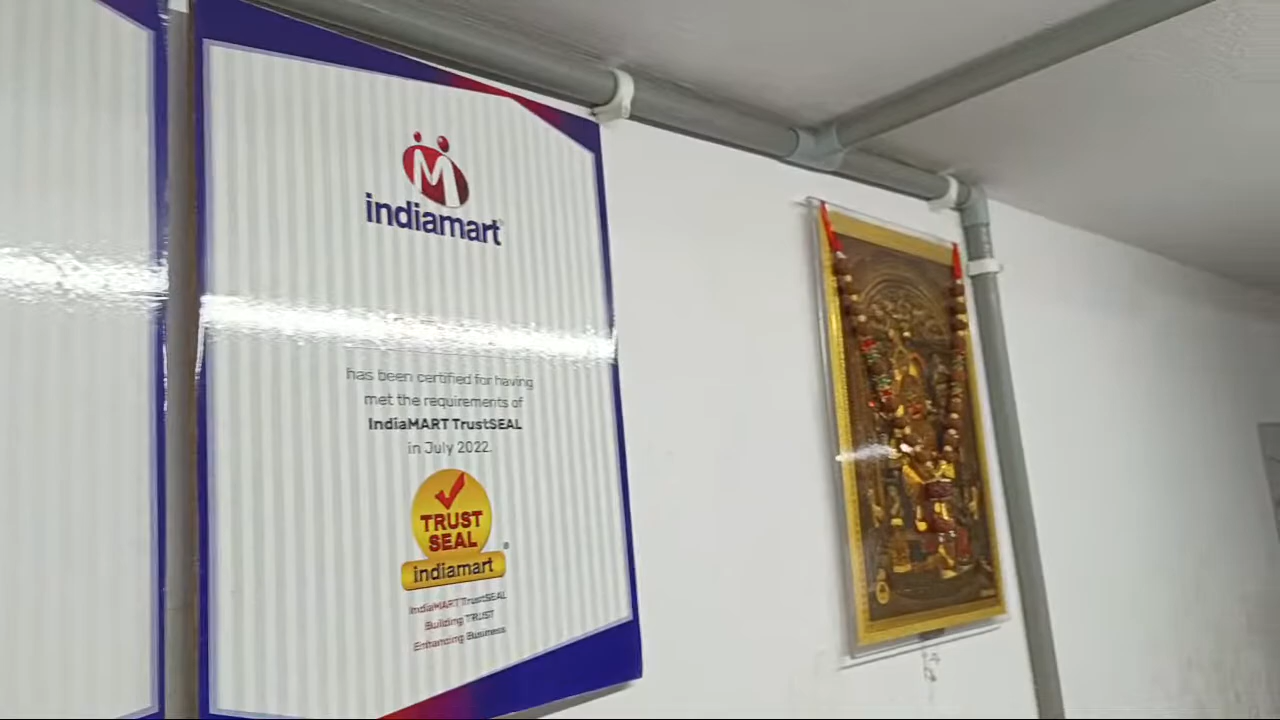 indiamart
has been certified for having
met the requirements of
IndiaMART TrustSEAL
in July 2022.
TRUST
SEAL
indiamart
IndiaMART TrustSEAL
Building TRUST
Enhancing Business